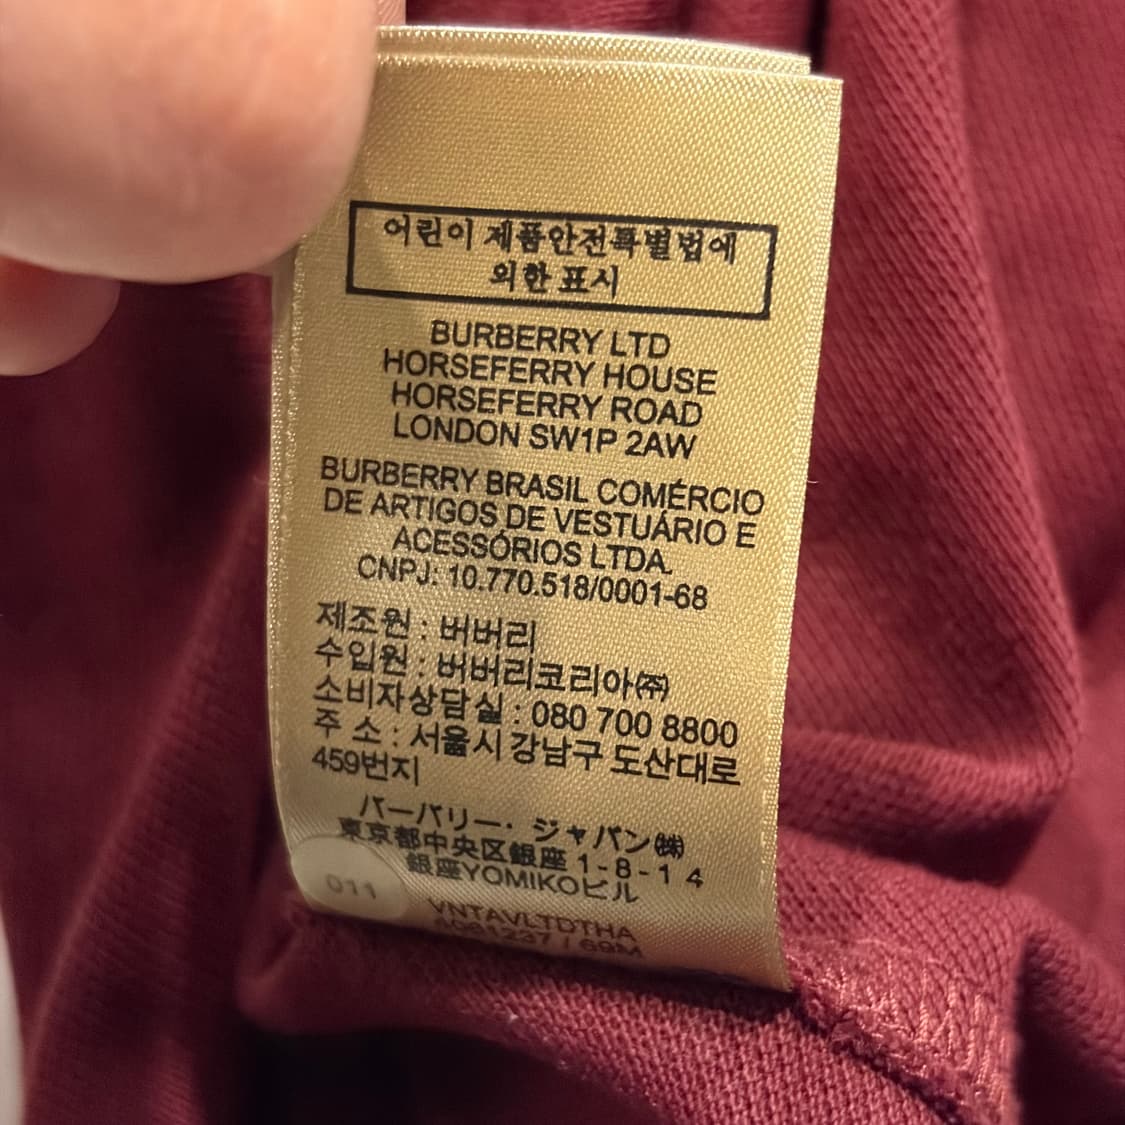 어린이 제품안전특별법에
의한 표시
BURBERRY LTD
HORSEFERRY HOUSE
HORSEFERRY ROAD
LONDON SW1P 2AW
BURBERRY BRASIL COMÉRCIO
DE ARTIGOS DE VESTUÁRIO E
ACESSÓRIOS LTDA.
CNPJ: 10.770.518/0001-68
제조원 : 버버리
수입원 : 버버리코리아㈜
소비자상담실 : 080 700 8800
주 소 : 서울시 강남구 도산대로
459번지
バーバリー・ジャパン㈱
東京都中央区銀座 1-8-1 4
銀座YOMIKOビル
011
VNTAVLTDTHA
/ 69M